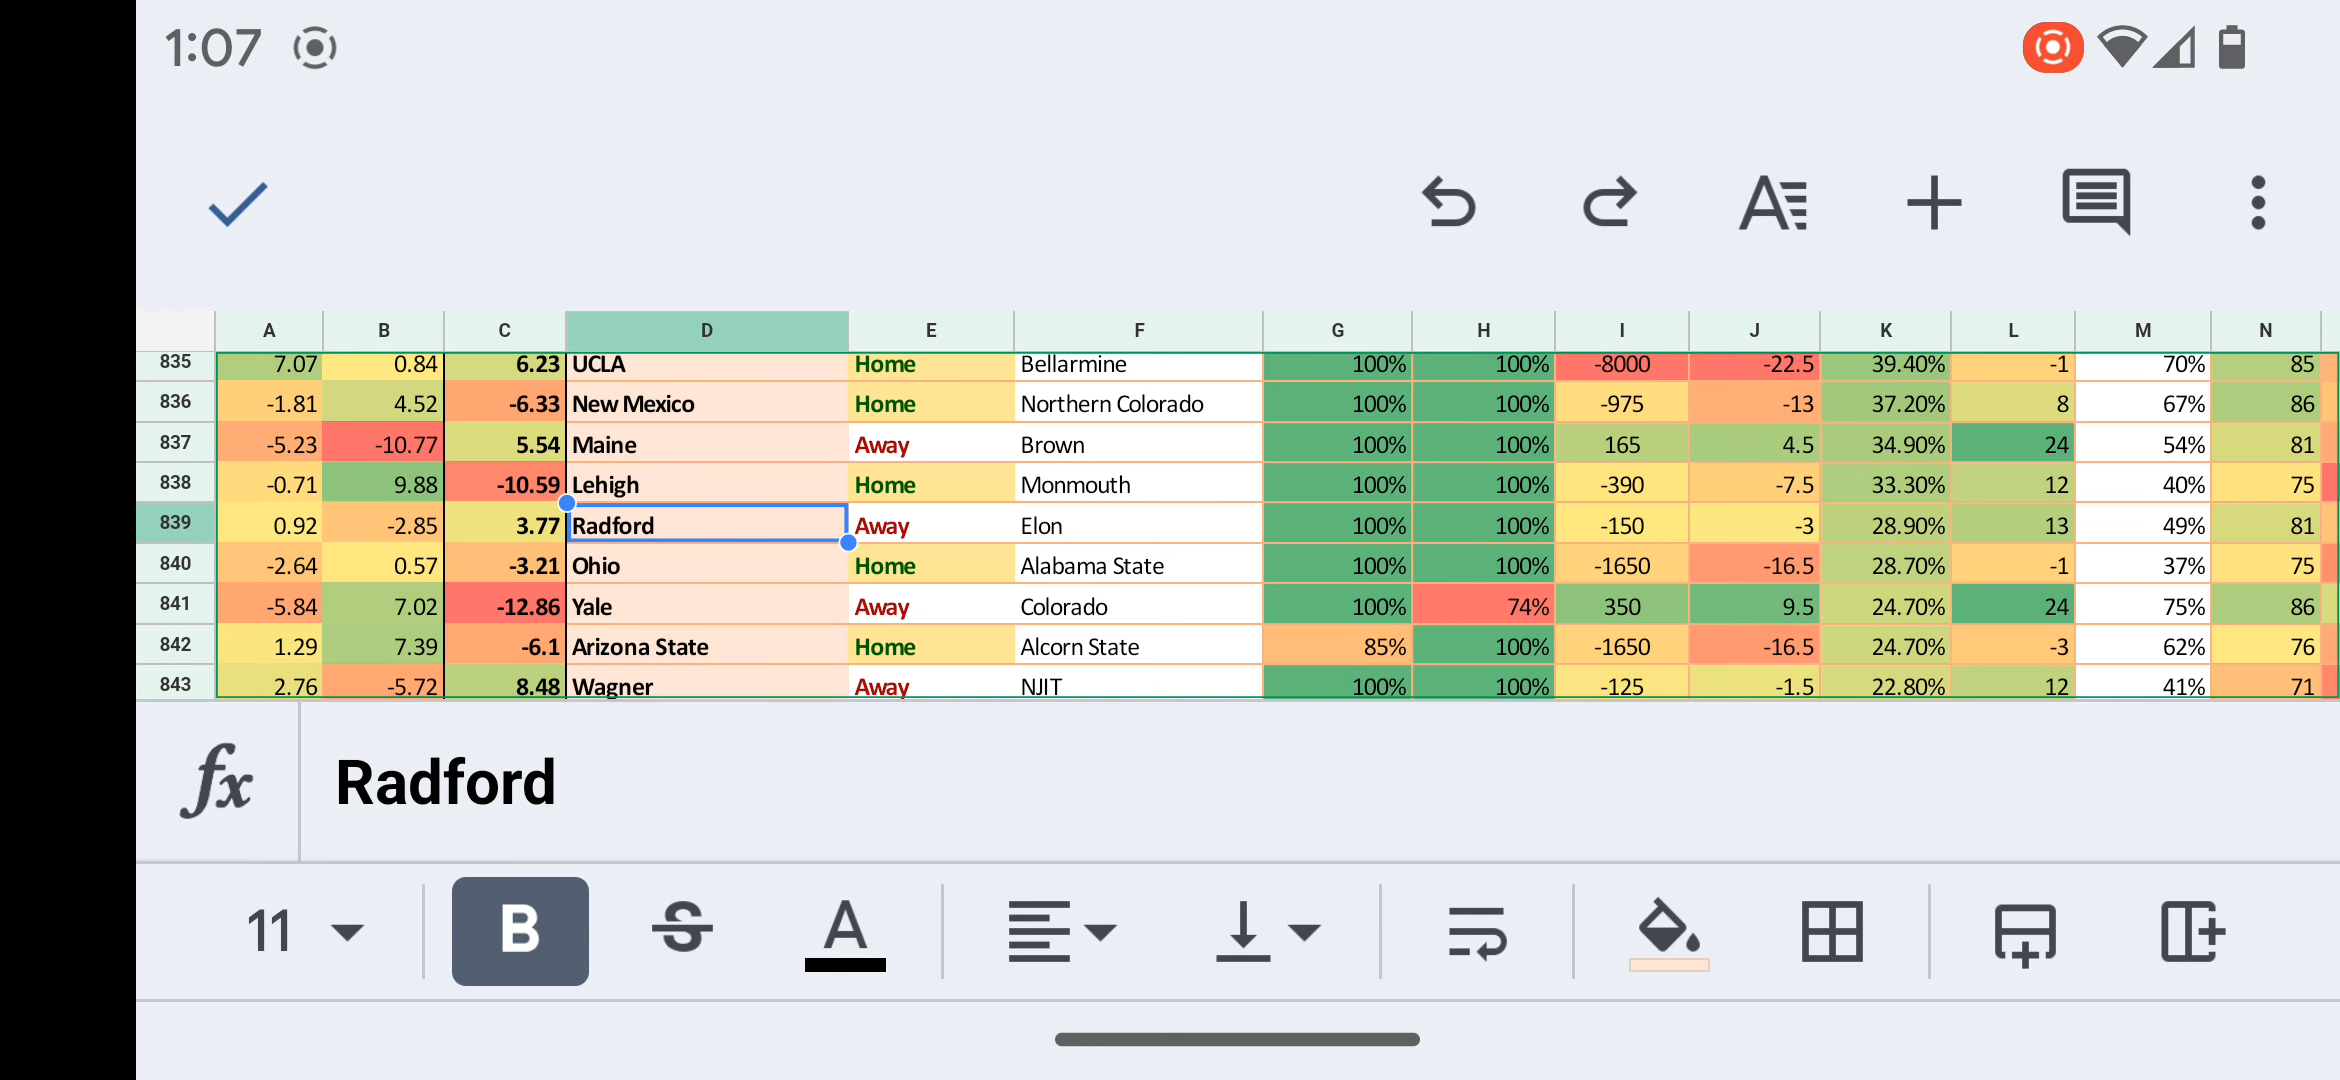 1:07
A B C D E F G H I J K L M N
835 7.07 0.84 6.23 UCLA Home Bellarmine 100% 100% -8000 -22.5 39.40% -1 70% 85
836 -1.81 4.52 -6.33 New Mexico Home Northern Colorado 100% 100% -975 -13 37.20% 8 67% 86
837 -5.23 -10.77 5.54 Maine Away Brown 100% 100% 165 4.5 34.90% 24 54% 81
838 -0.71 9.88 -10.59 Lehigh Home Monmouth 100% 100% -390 -7.5 33.30% 12 40% 75
839 0.92 -2.85 3.77 Radford Away Elon 100% 100% -150 -3 28.90% 13 49% 81
840 -2.64 0.57 -3.21 Ohio Home Alabama State 100% 100% -1650 -16.5 28.70% -1 37% 75
841 -5.84 7.02 -12.86 Yale Away Colorado 100% 74% 350 9.5 24.70% 24 75% 86
842 1.29 7.39 -6.1 Arizona State Home Alcorn State 85% 100% -1650 -16.5 24.70% -3 62% 76
843 2.76 -5.72 8.48 Wagner Away NJIT 100% 100% -125 -1.5 22.80% 12 41% 71
fx Radford
11 B S A